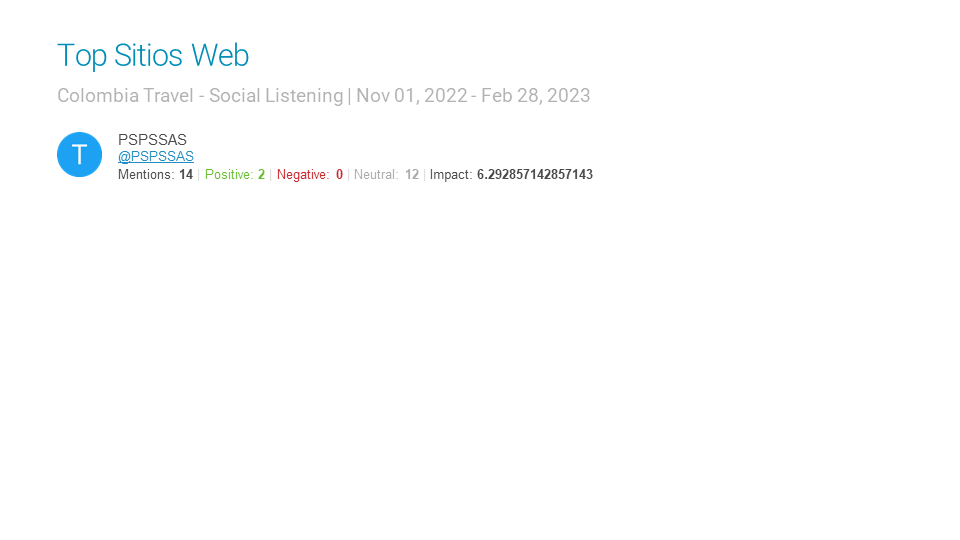 Top Sitios Web
Colombia Travel - Social Listening | Nov 01, 2022 - Feb 28, 2023
T
PSPSSAS
@PSPSSAS
Mentions: 14 | Positive: 2 | Negative: 0 | Neutral: 12 | Impact: 6.292857142857143